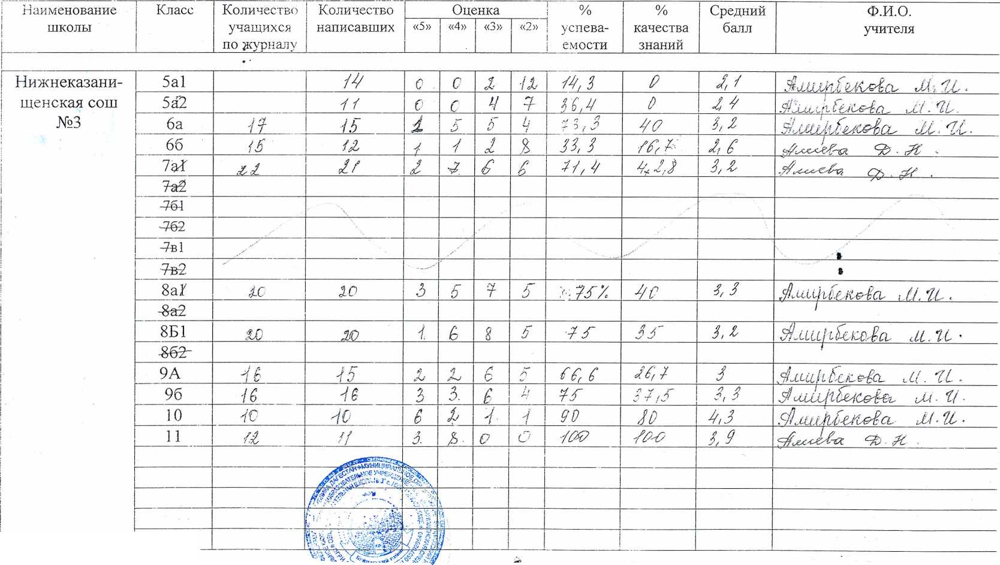 Наименование школы Класс Количество учащихся по журналу Количество написавших Оценка «5» «4» «3» «2» % успева-емости % качества знаний Средний балл Ф.И.О. учителя
Нижнеказани-щенская сош №3
5а1 14 0 0 2 12 14,3 0 2,1 Амирбекова М.И.
5а2 11 0 0 4 7 36,4 0 2,4 Амирбекова М.И.
6а 17 15 1 5 5 4 73,3 40 3,2 Амирбекова М.И.
6б 15 12 1 1 2 8 33,3 16,7 2,6 Алиева Д.Н.
7а1 22 21 2 7 6 6 71,4 42,8 3,2 Алиева Д.Н.
7а2
7б1
7б2
7в1
7в2
8а1 20 20 3 5 7 5 75% 40 3,3 Амирбекова М.И.
8а2
8Б1 20 20 1 6 8 5 75 35 3,2 Амирбекова М.И.
8б2
9А 16 15 2 2 6 5 66,6 26,7 3 Амирбекова М.И.
9б 16 16 3 3 6 4 75 37,5 3,3 Амирбекова М.И.
10 10 10 6 2 1 1 90 80 4,3 Амирбекова М.И.
11 12 11 3 8 0 0 100 100 3,9 Алиева Д.Н.
ДАГЕСТАН МУНИЦИПАЛЬНОЕ